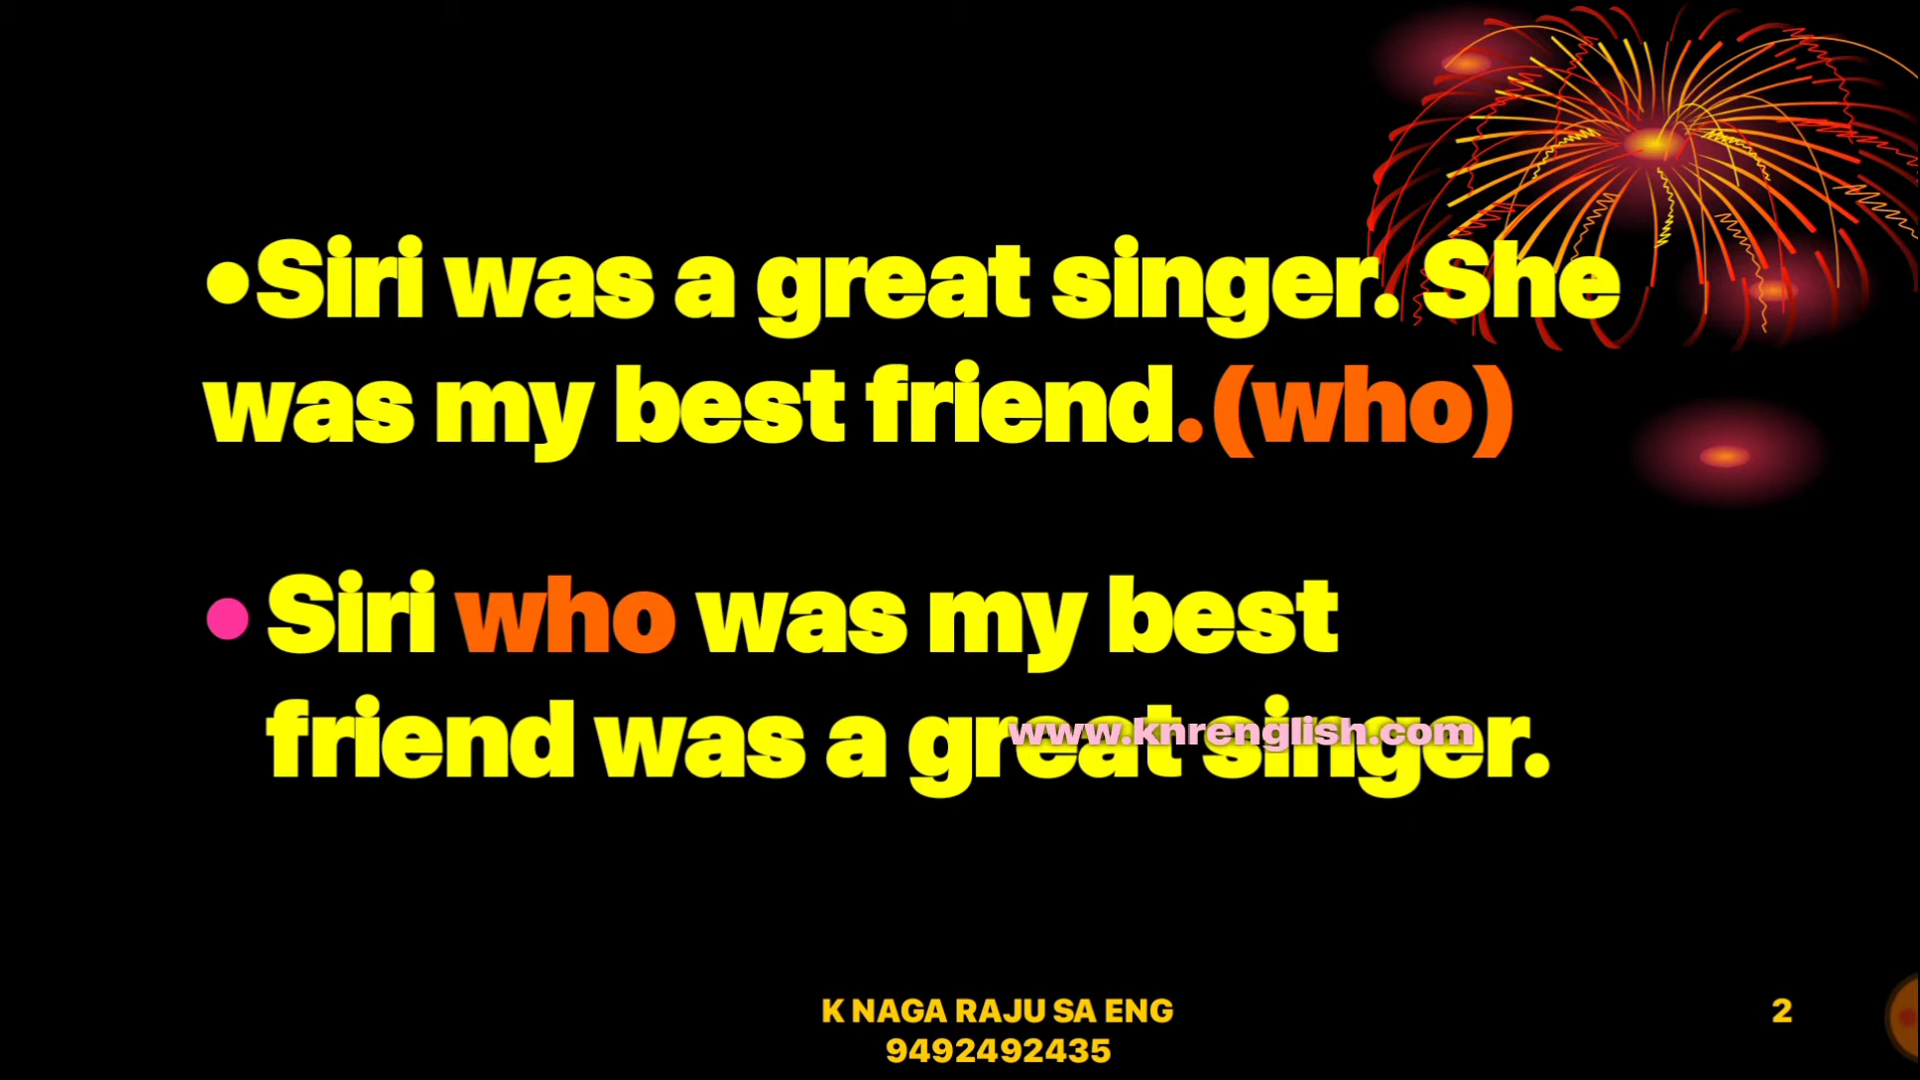 •Siri was a great singer. She
was my best friend.(who)
• Siri who was my best
friend was a great singer.
www.knrenglish.com
K NAGA RAJU SA ENG
9492492435
2